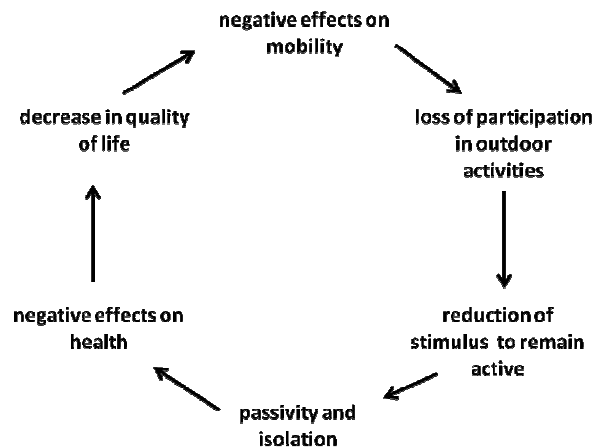 negative effects on
mobility
loss of participation
in outdoor
activities
reduction of
stimulus to remain
active
passivity and
isolation
negative effects on
health
decrease in quality
of life